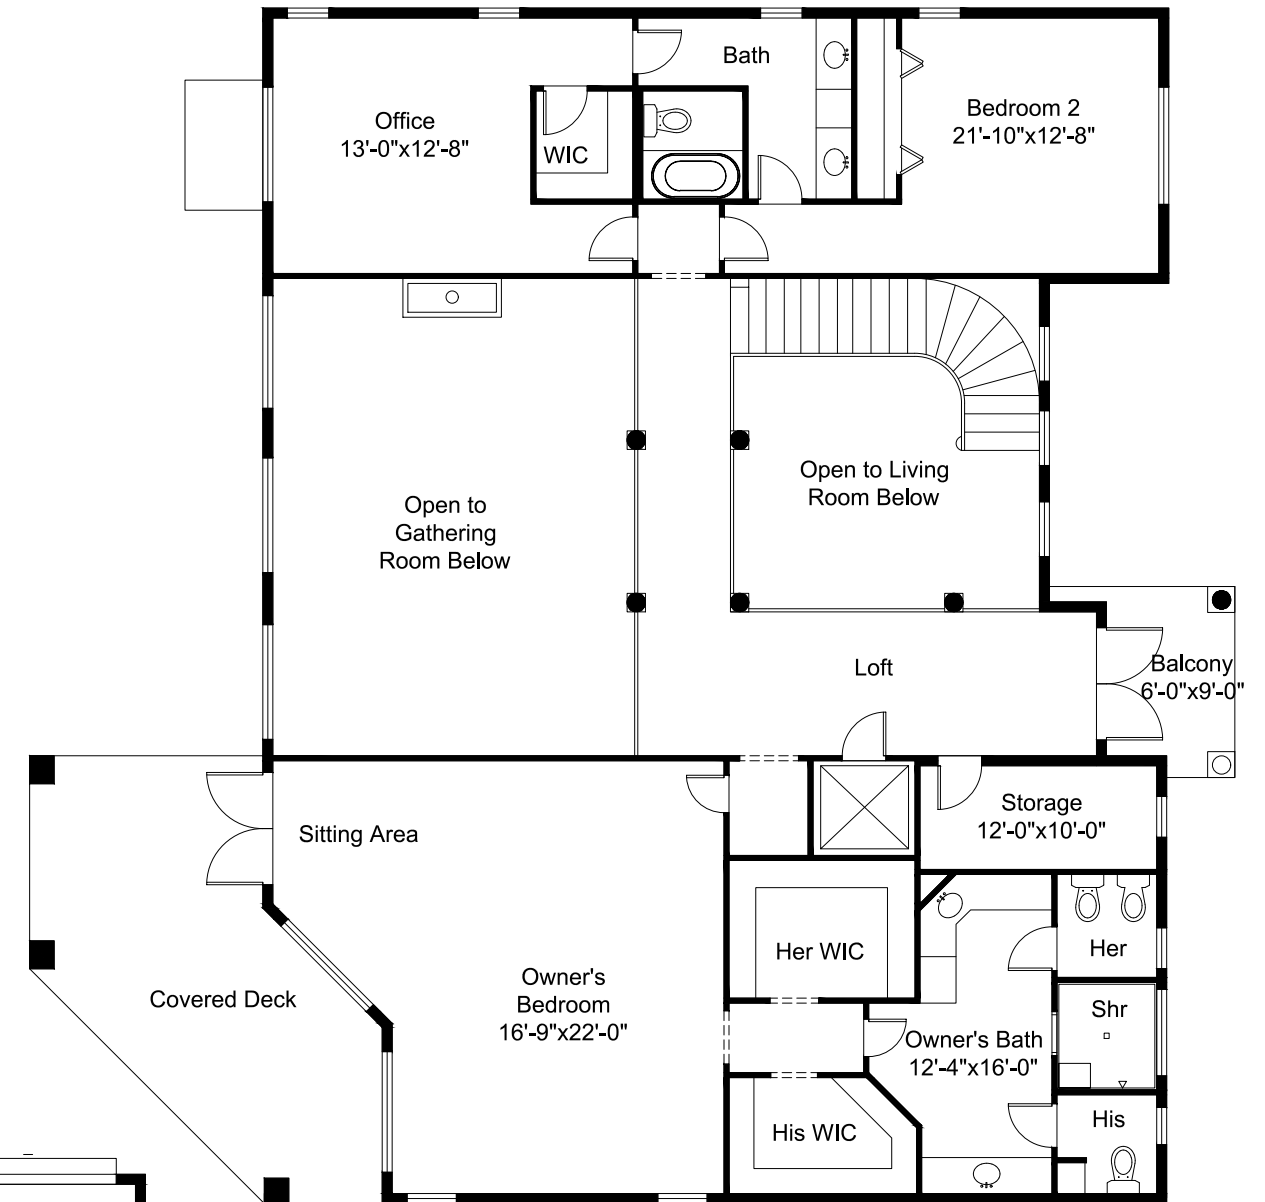 Bath
Office
13'-0"x12'-8"
Bedroom 2
21'-10"x12'-8"
WIC
Open to
Gathering
Room Below
Open to Living
Room Below
Loft
Balcony
6'-0"x9'-0"
Sitting Area
Storage
12'-0"x10'-0"
Covered Deck
Owner's
Bedroom
16'-9"x22'-0"
Her WIC
Her
Shr
Owner's Bath
12'-4"x16'-0"
His WIC
His